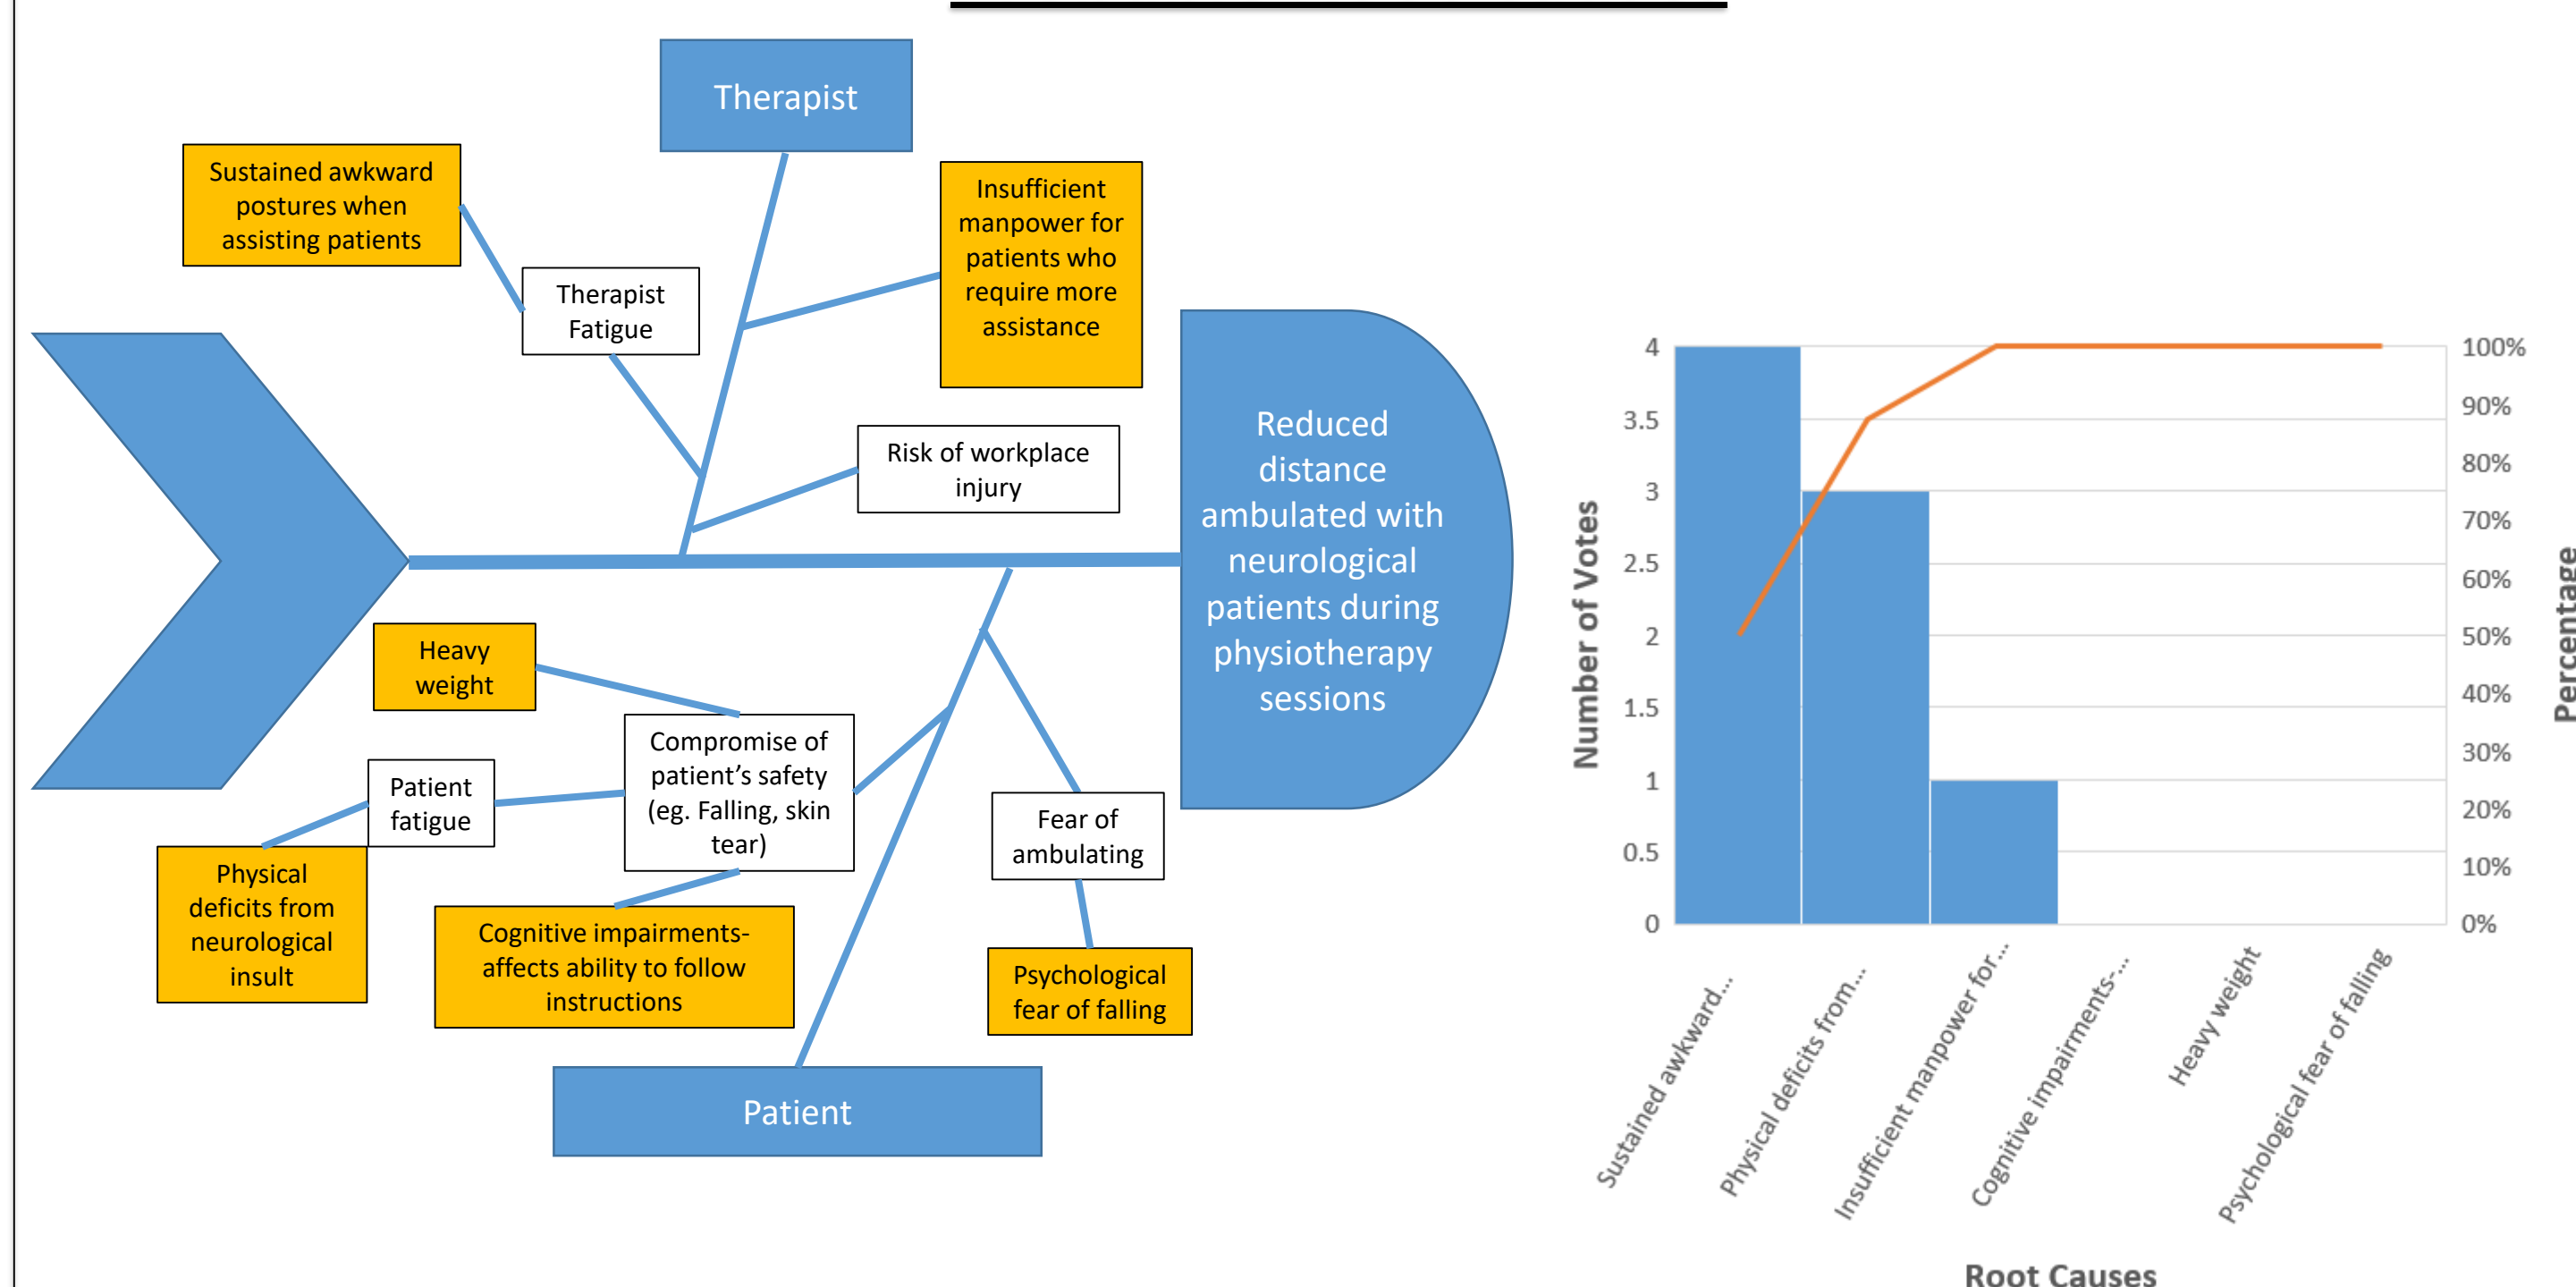 Therapist
Sustained awkward
postures when
assisting patients
Insufficient
manpower for
patients who
require more
assistance
Therapist
Fatigue
Risk of workplace
injury
Reduced
distance
ambulated with
neurological
patients during
physiotherapy
sessions
Heavy
weight
Compromise of
patient’s safety
(eg. Falling, skin
tear)
Patient
fatigue
Fear of
ambulating
Physical
deficits from
neurological
insult
Cognitive impairments-
affects ability to follow
instructions
Psychological
fear of falling
Patient
Number of Votes
4
3.5
3
2.5
2
1.5
1
0.5
0
100%
90%
80%
70%
60%
50%
40%
30%
20%
10%
0%
Percentage
Sustained awkward...
Physical deficits from...
Insufficient manpower for...
Cognitive impairments-...
Heavy weight
Psychological fear of falling
Root Causes